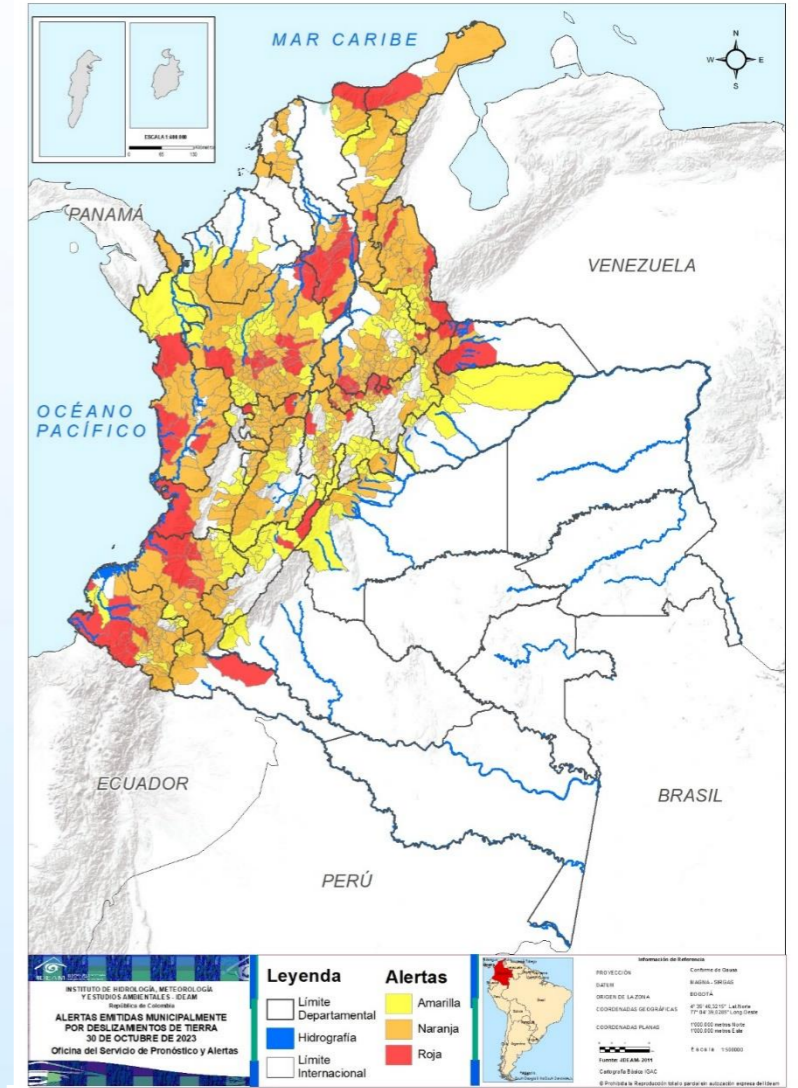 MAR CARIBE
N
W
E
S
PANAMÁ
VENEZUELA
OCÉANO
PACÍFICO
ECUADOR
BRASIL
PERÚ
INSTITUTO DE HIDROLOGÍA, METEOROLOGÍA
Y ESTUDIOS AMBIENTALES - IDEAM
República de Colombia
ALERTAS EMITIDAS MUNICIPALMENTE
POR DESLIZAMIENTOS DE TIERRA
30 DE OCTUBRE DE 2023
Oficina del Servicio de Pronóstico y Alertas
Leyenda
Límite
Departamental
Hidrografía
Límite
Internacional
Alertas
Amarilla
Naranja
Roja
Información de Referencia
PROYECCIÓN
Conforme de Gauss
DATUM
MAGNA - SIRGAS
ORIGEN DE LA ZONA
BOGOTÁ
COORDENADAS GEOGRÁFICAS
COORDENADAS PLANAS
1'000.000 metros Norte
1'000.000 metros Este
Fuente: IDEAM, 2011
Cartografía Básica IGAC